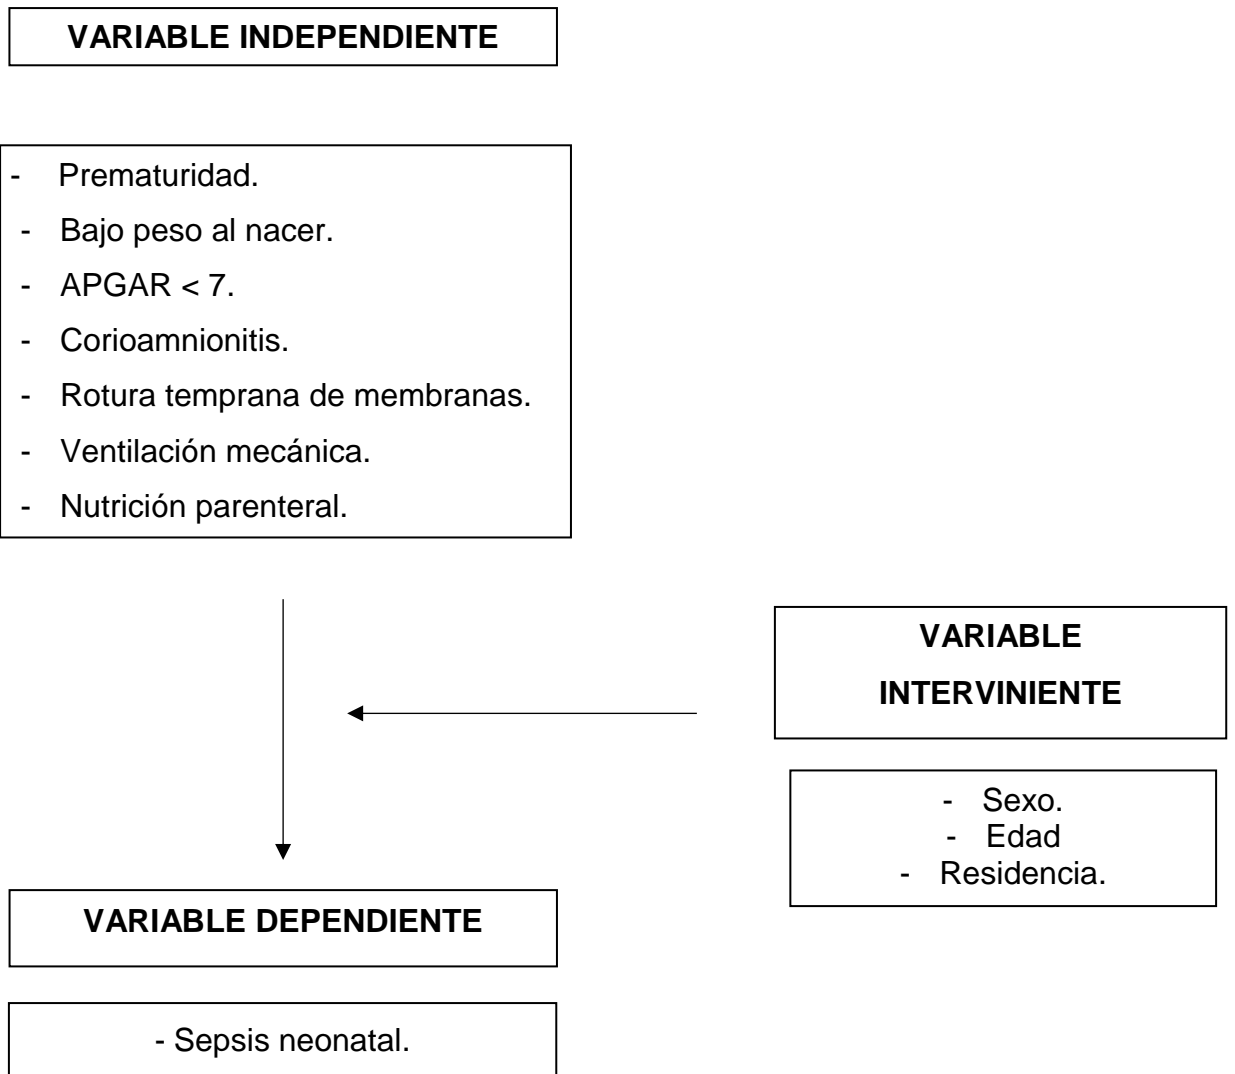 VARIABLE INDEPENDIENTE
- Prematuridad.
- Bajo peso al nacer.
- APGAR < 7.
- Corioamnionitis.
- Rotura temprana de membranas.
- Ventilación mecánica.
- Nutrición parenteral.
VARIABLE
INTERVINIENTE
- Sexo.
- Edad
- Residencia.
VARIABLE DEPENDIENTE
- Sepsis neonatal.